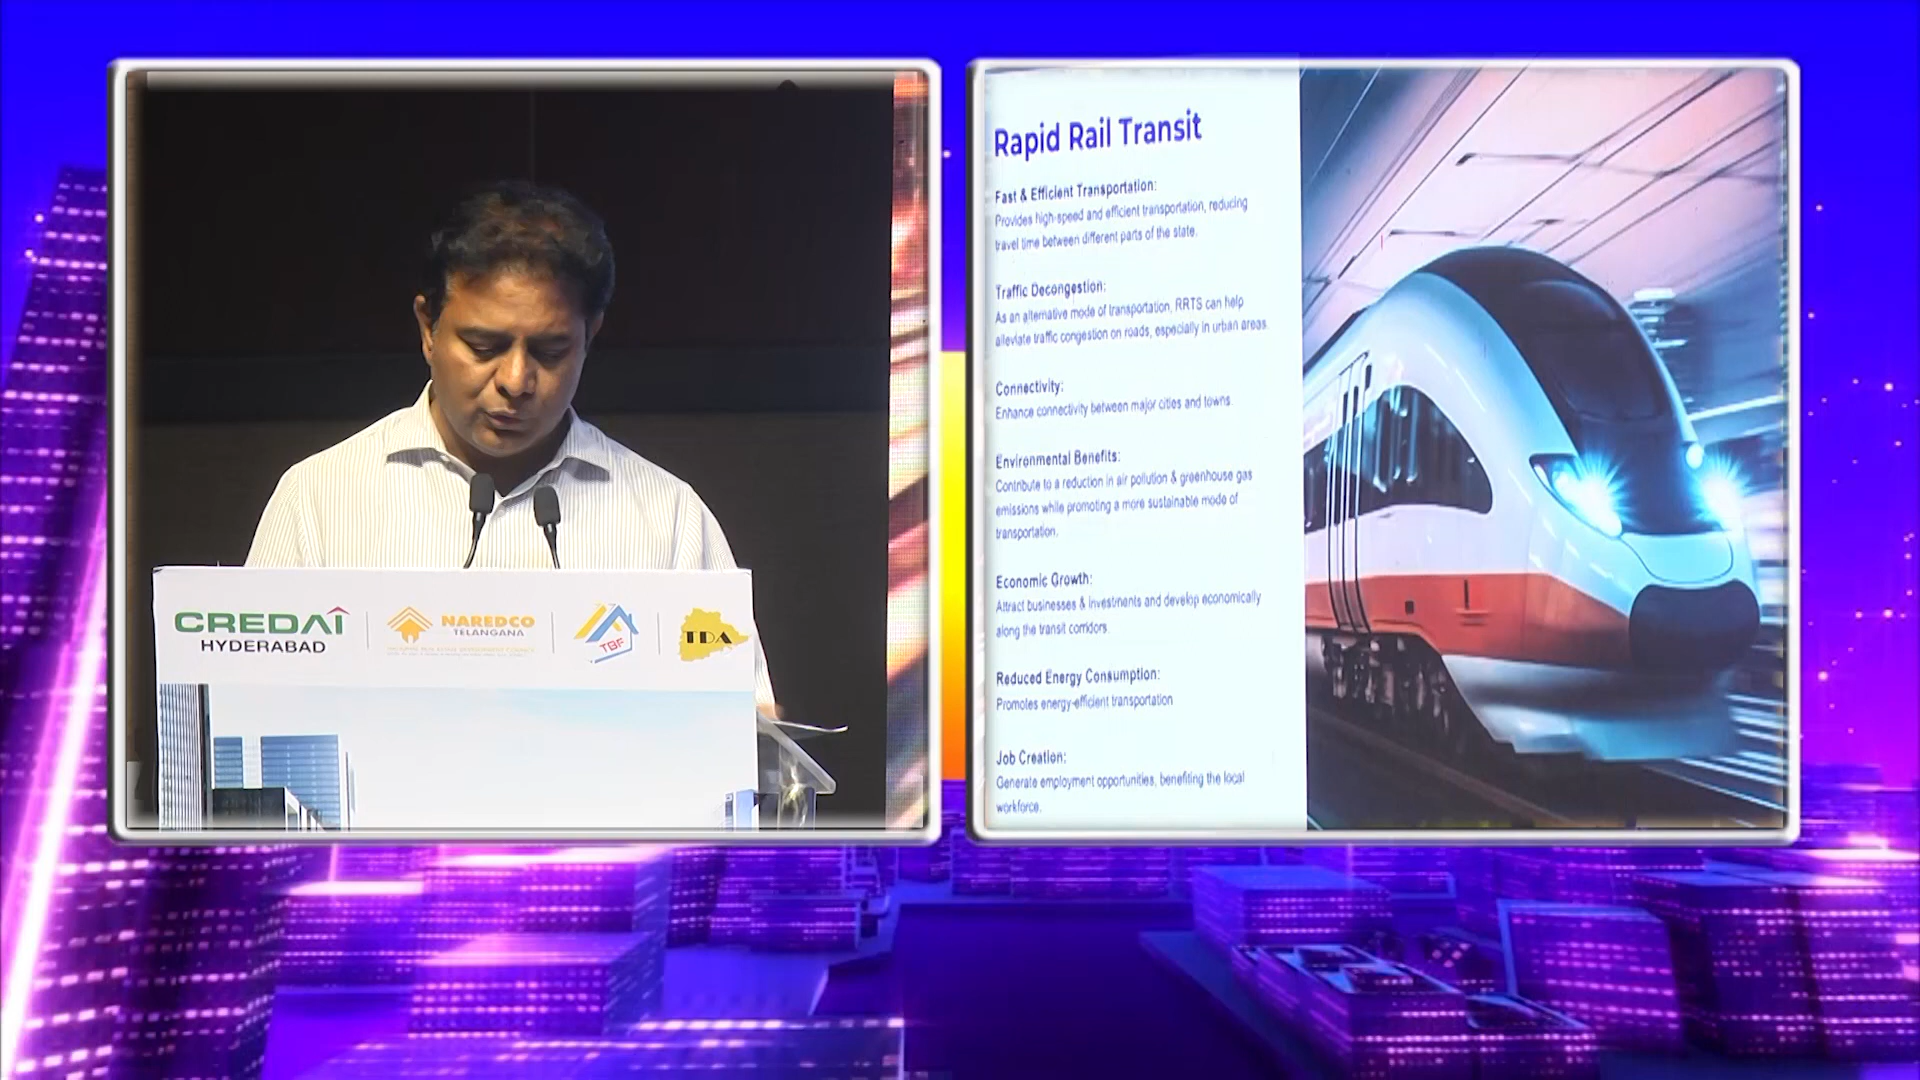 CREDAI
HYDERABAD
NAREDCO
TELANGANA
TBF
TDA
Rapid Rail Transit
Fast & Efficient Transportation:
Provides high-speed and efficient transportation, reducing
travel time between different parts of the state.
Traffic Decongestion:
As an alternative mode of transportation, RRTS can help
alleviate traffic congestion on roads, especially in urban areas.
Connectivity:
Enhance connectivity between major cities and towns.
Environmental Benefits:
Contribute to a reduction in air pollution & greenhouse gas
emissions while promoting a more sustainable mode of
transportation.
Economic Growth:
Attract businesses & investments and develop economically
along the transit corridors.
Reduced Energy Consumption:
Promotes energy-efficient transportation
Job Creation:
Generate employment opportunities, benefiting the local
workforce.